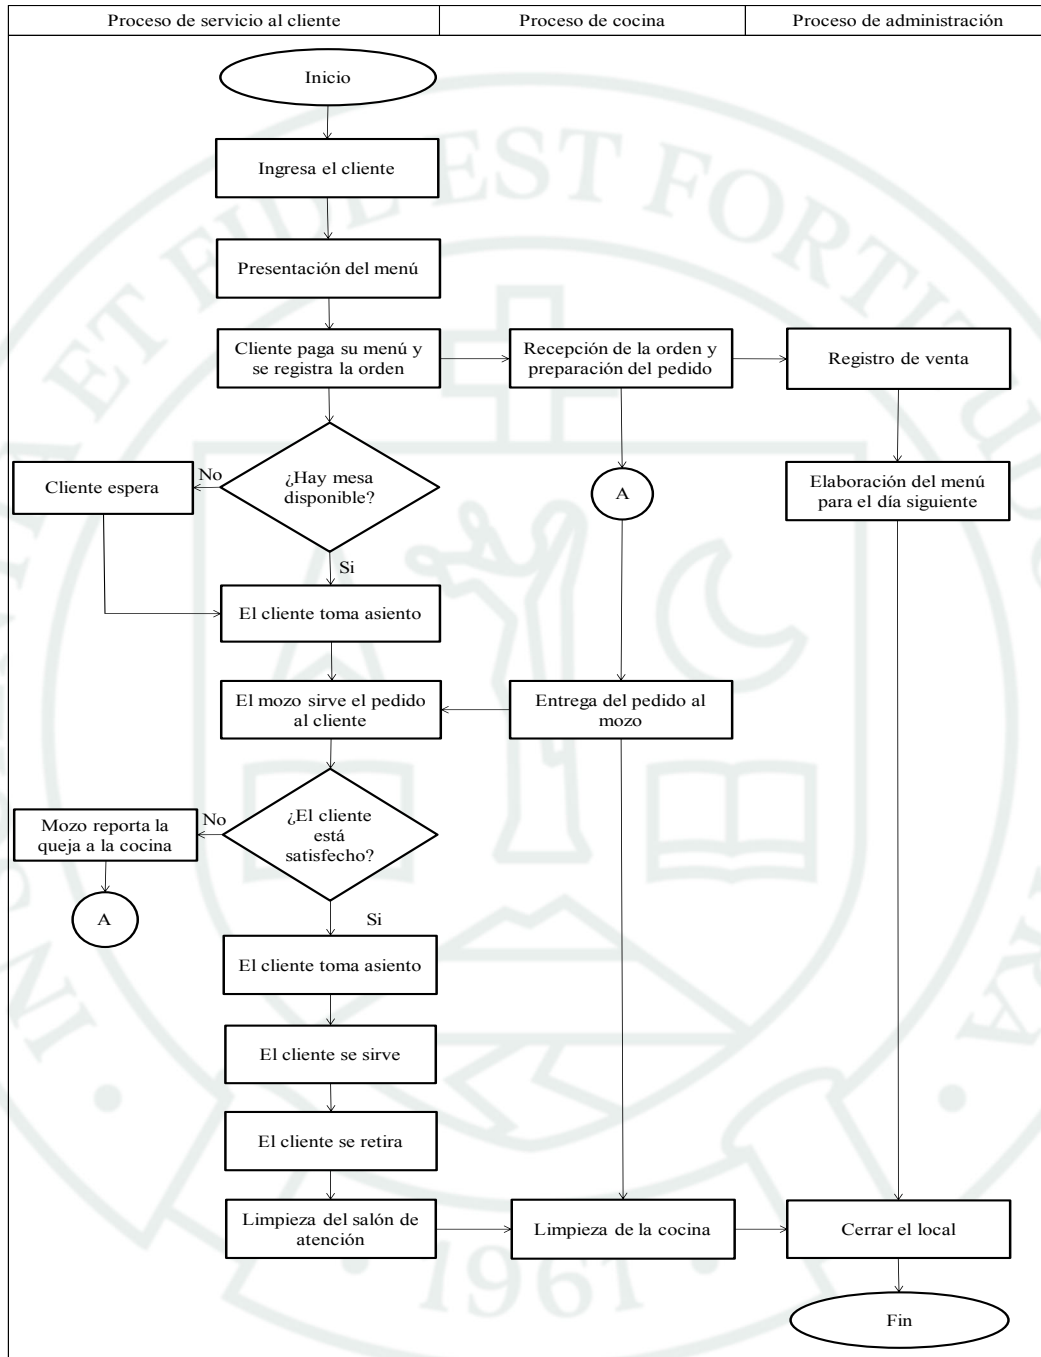 Proceso de servicio al cliente
Proceso de cocina
Proceso de administración
Inicio
Ingresa el cliente
Presentación del menú
Cliente paga su menú y
se registra la orden
Recepción de la orden y
preparación del pedido
Registro de venta
¿Hay mesa
disponible?
No
Cliente espera
A
Elaboración del menú
para el día siguiente
Si
El cliente toma asiento
El mozo sirve el pedido
al cliente
Entrega del pedido al
mozo
¿El cliente
está
satisfecho?
No
Mozo reporta la
queja a la cocina
A
Si
El cliente toma asiento
El cliente se sirve
El cliente se retira
Limpieza del salón de
atención
Limpieza de la cocina
Cerrar el local
Fin
ET FIDE EST FORTITUDO
1961